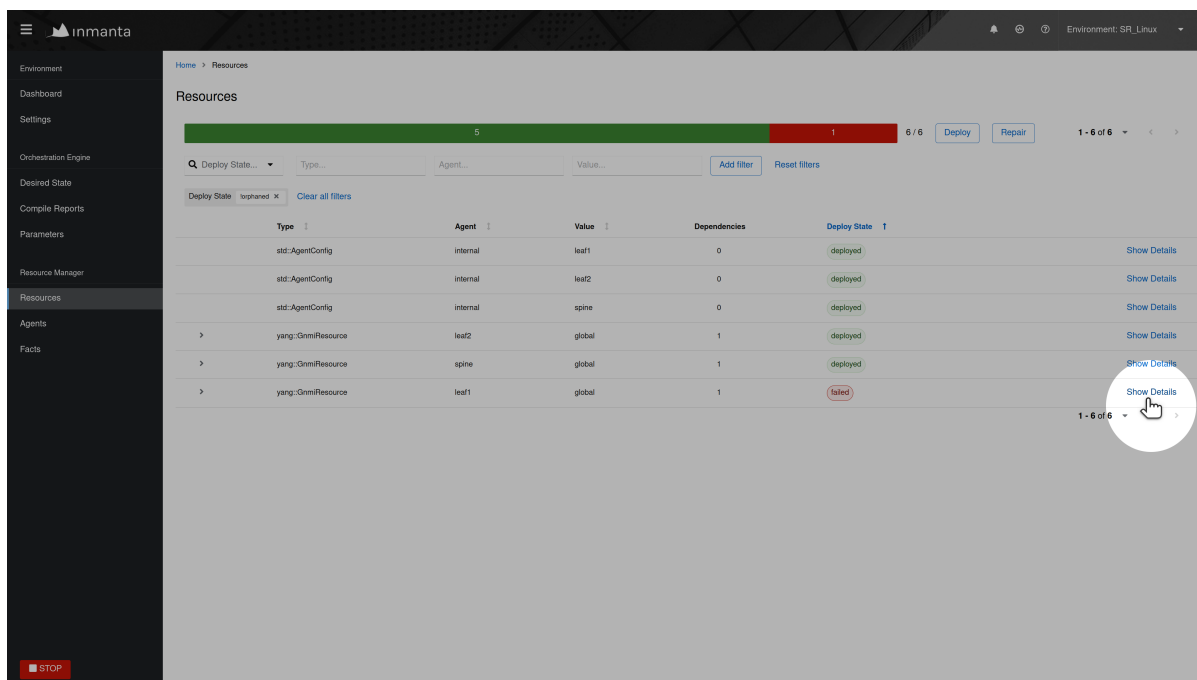 inmanta
Environment: SR_Linux
Environment
Dashboard
Settings
Orchestration Engine
Desired State
Compile Reports
Parameters
Resource Manager
Resources
Agents
Facts
STOP
Home > Resources
Resources
5 1 6 / 6 Deploy Repair 1 - 6 of 6
Deploy State... Type... Agent... Value... Add filter Reset filters
Deploy State !orphaned × Clear all filters
Type Agent Value Dependencies Deploy State
std::AgentConfig internal leaf1 0 deployed Show Details
std::AgentConfig internal leaf2 0 deployed Show Details
std::AgentConfig internal spine 0 deployed Show Details
yang::GnmiResource leaf2 global 1 deployed Show Details
yang::GnmiResource spine global 1 deployed Show Details
yang::GnmiResource leaf1 global 1 failed Show Details
1 - 6 of 6